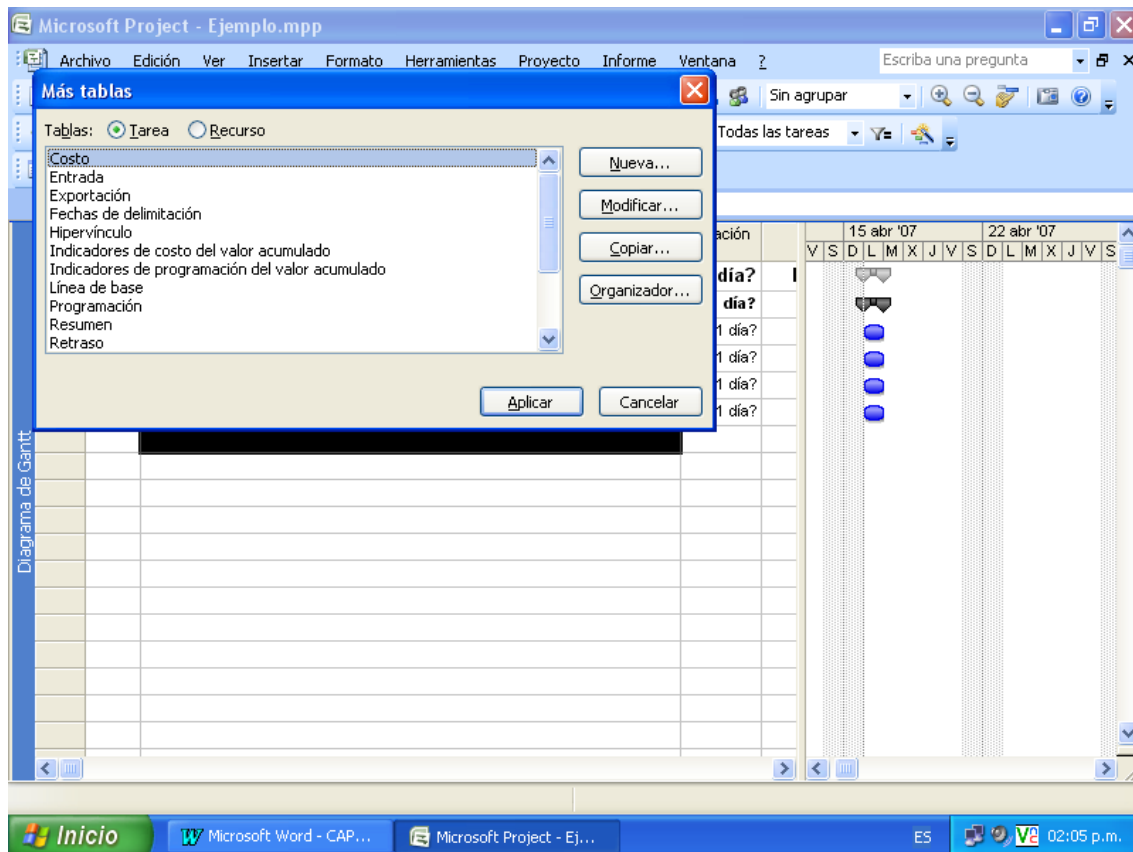 Microsoft Project - Ejemplo.mpp
Archivo Edición Ver Insertar Formato Herramientas Proyecto Informe Ventana ? Escriba una pregunta
Más tablas
Sin agrupar
Tablas: Tarea Recurso
Todas las tareas
Costo
Entrada
Exportación
Fechas de delimitación
Hipervínculo
Indicadores de costo del valor acumulado
Indicadores de programación del valor acumulado
Línea de base
Programación
Resumen
Retraso
Nueva...
Modificar...
Copiar...
Organizador...
Aplicar Cancelar
ación
15 abr '07 22 abr '07
V S D L M X J V S D L M X J V S
día?
día?
1 día?
1 día?
1 día?
1 día?
Diagrama de Gantt
Inicio Microsoft Word - CAP... Microsoft Project - Ej... ES 02:05 p.m.